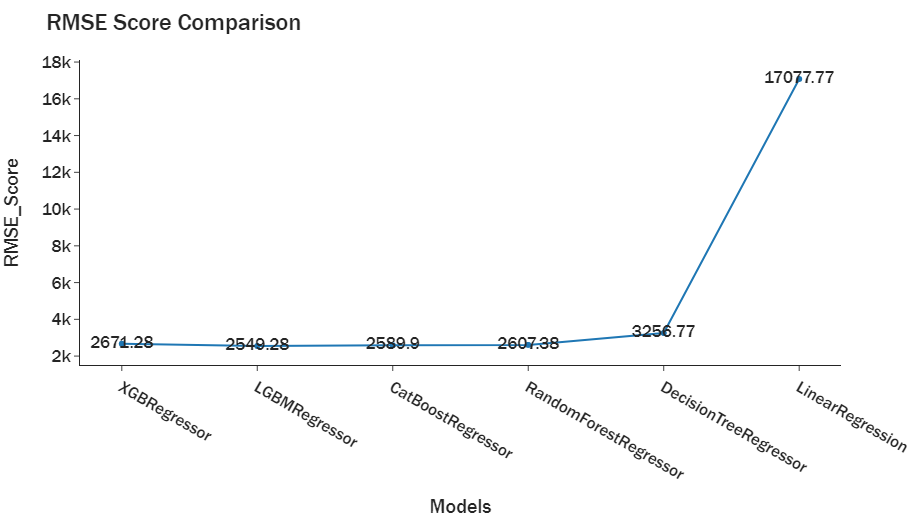 RMSE Score Comparison
18k
16k
14k
12k
10k
8k
6k
4k
2k
RMSE_Score
2671.28
2549.28
2589.9
2607.38
3256.77
17077.77
XGBRegressor
LGBMRegressor
CatBoostRegressor
RandomForestRegressor
DecisionTreeRegressor
LinearRegression
Models